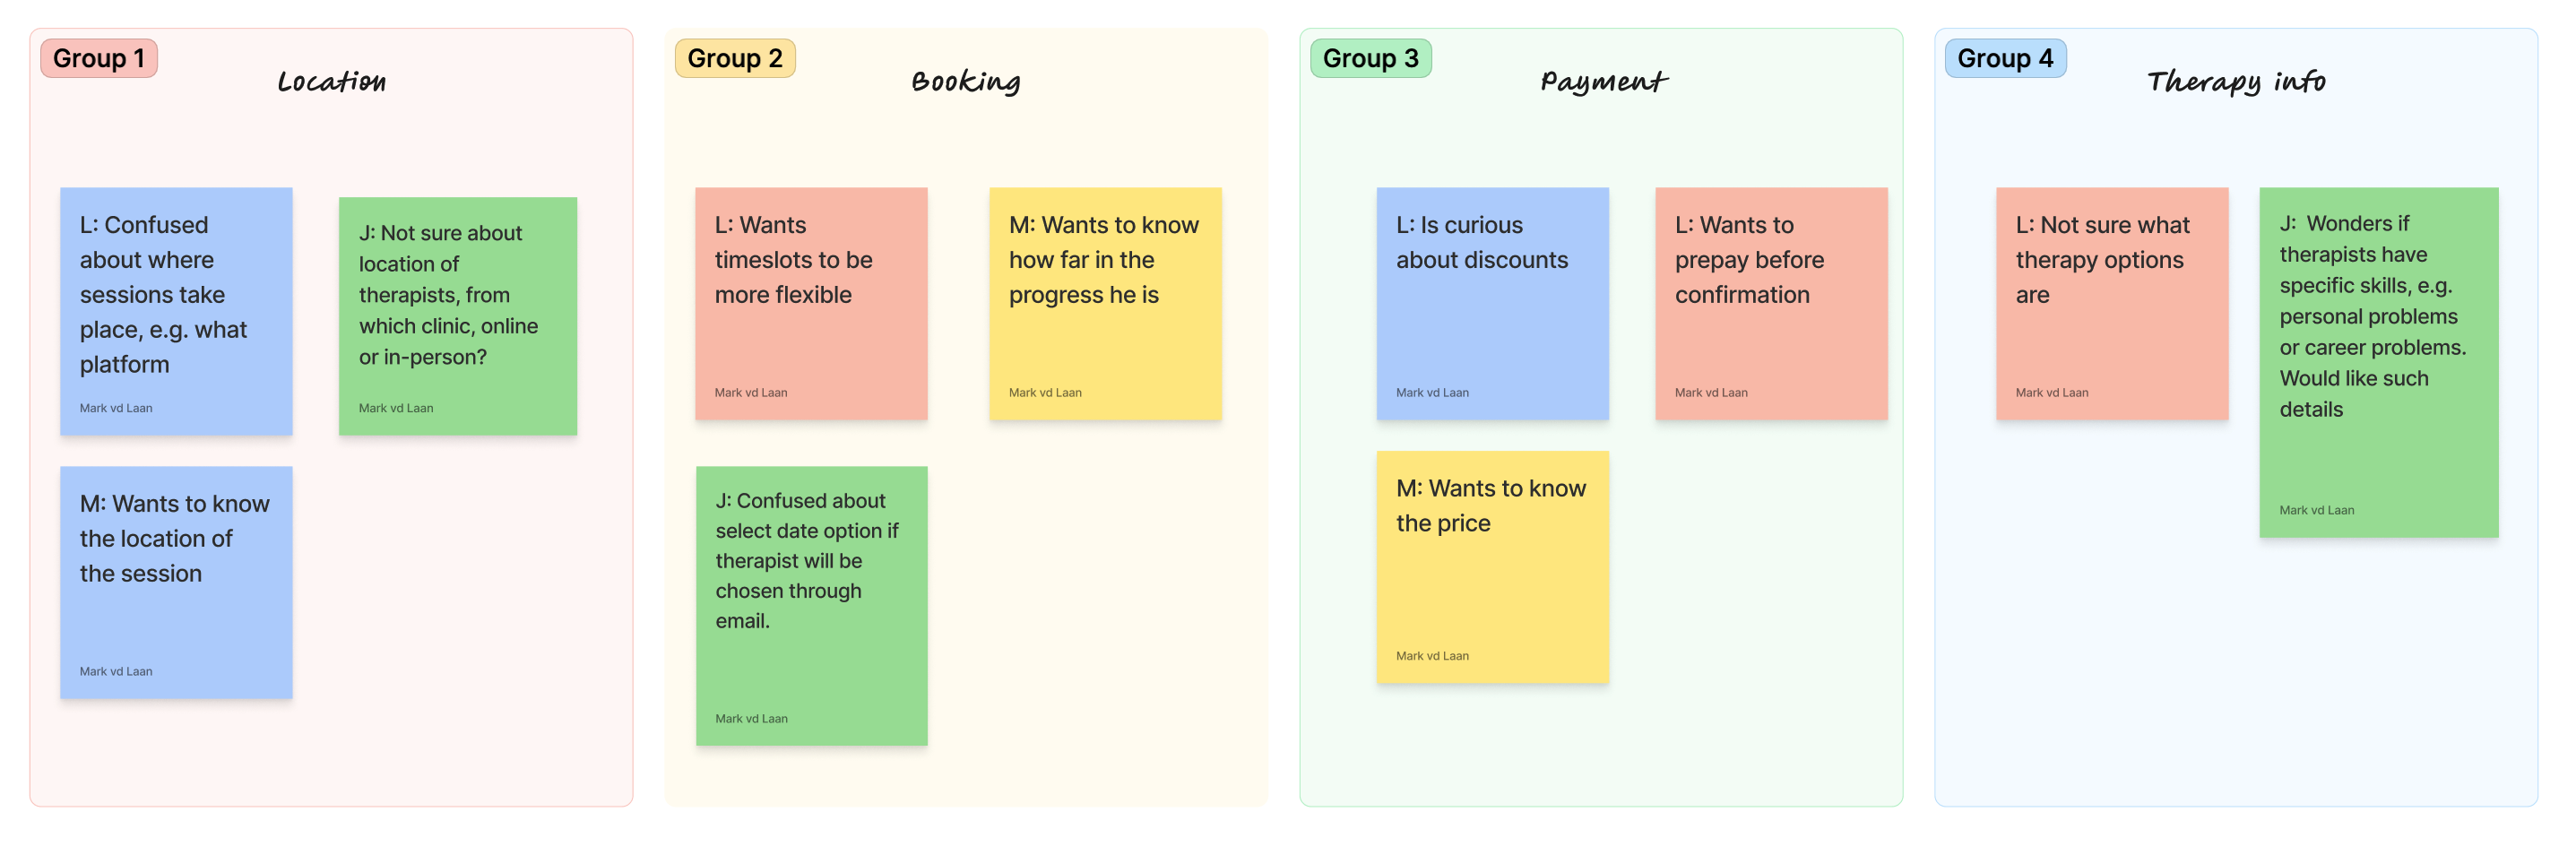 Group 1
Location
L: Confused
about where
sessions take
place, e.g. what
platform
Mark vd Laan
J: Not sure about
location of
therapists, from
which clinic, online
or in-person?
Mark vd Laan
M: Wants to know
the location of
the session
Mark vd Laan
Group 2
Booking
L: Wants
timeslots to be
more flexible
Mark vd Laan
M: Wants to know
how far in the
progress he is
Mark vd Laan
J: Confused about
select date option if
therapist will be
chosen through
email.
Mark vd Laan
Group 3
Payment
L: Is curious
about discounts
Mark vd Laan
L: Wants to
prepay before
confirmation
Mark vd Laan
M: Wants to know
the price
Mark vd Laan
Group 4
Therapy info
L: Not sure what
therapy options
are
Mark vd Laan
J:  Wonders if
therapists have
specific skills, e.g.
personal problems
or career problems.
Would like such
details
Mark vd Laan